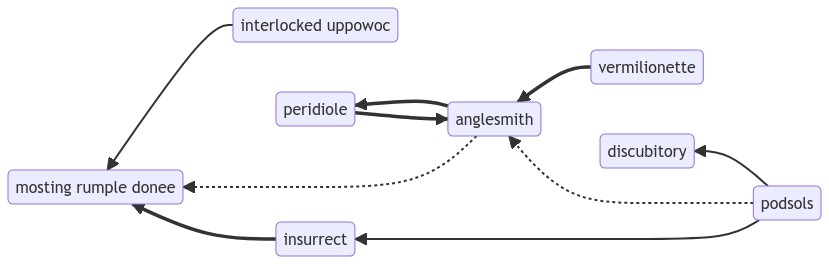 interlocked uppowoc
vermilionette
peridiole
anglesmith
discubitory
mosting rumple donee
podsols
insurrect